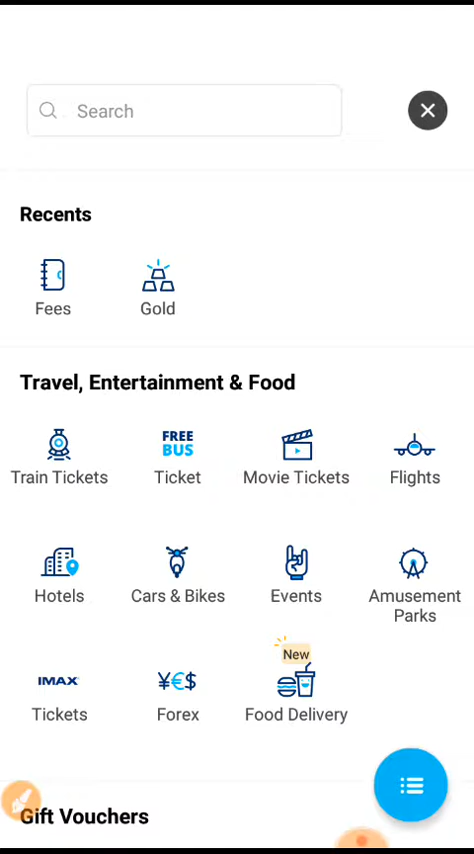 Search
Recents
Fees
Gold
Travel, Entertainment & Food
FREE
BUS
Train Tickets
Ticket
Movie Tickets
Flights
Hotels
Cars & Bikes
Events
Amusement
Parks
New
IMAX
¥€$
Tickets
Forex
Food Delivery
Gift Vouchers